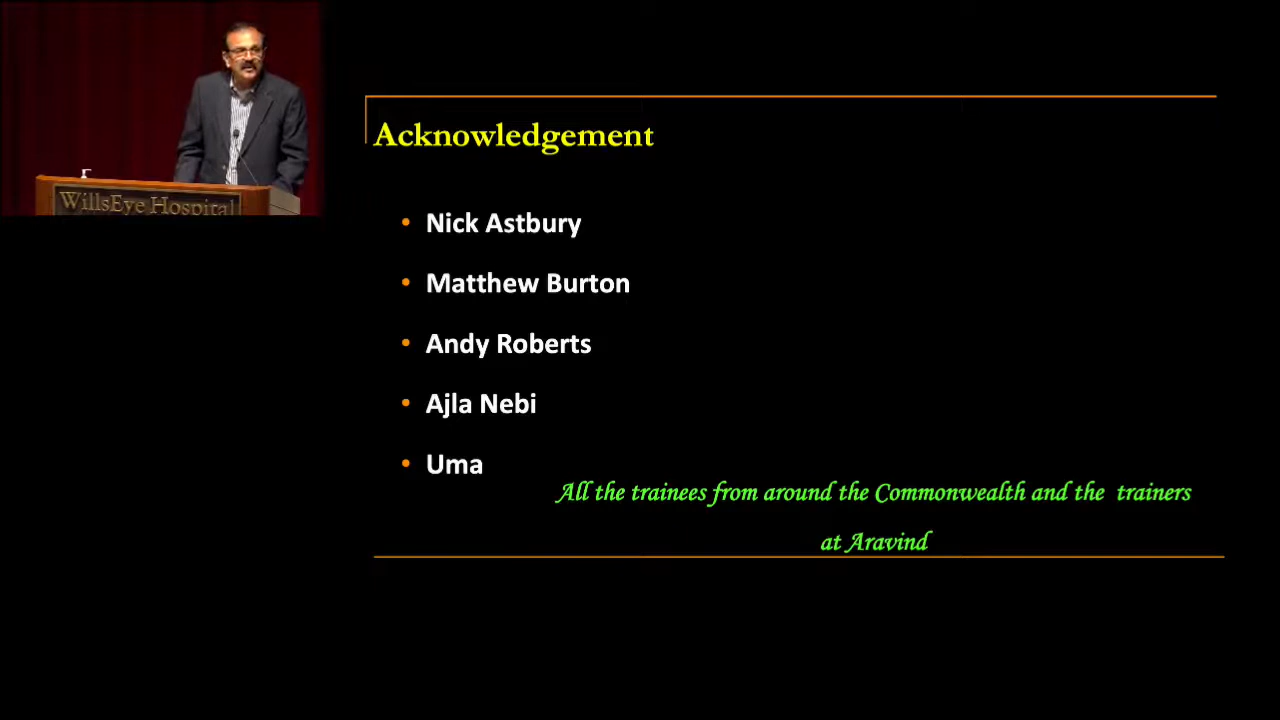 WillsEye Hospital
Acknowledgement
• Nick Astbury
• Matthew Burton
• Andy Roberts
• Ajla Nebi
• Uma
All the trainees from around the Commonwealth and the trainers
at Aravind